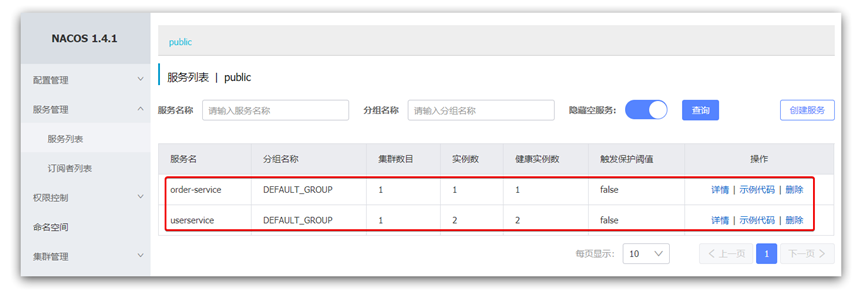 NACOS 1.4.1
配置管理
服务管理
服务列表
订阅者列表
权限控制
命名空间
集群管理
public
服务列表 | public
服务名称 请输入服务名称 分组名称 请输入分组名称 隐藏空服务: 查询 创建服务
服务名 分组名称 集群数目 实例数 健康实例数 触发保护阈值 操作
order-service DEFAULT_GROUP 1 1 1 false 详情 | 示例代码 | 删除
userservice DEFAULT_GROUP 1 2 2 false 详情 | 示例代码 | 删除
每页显示: 10 上一页 1 下一页